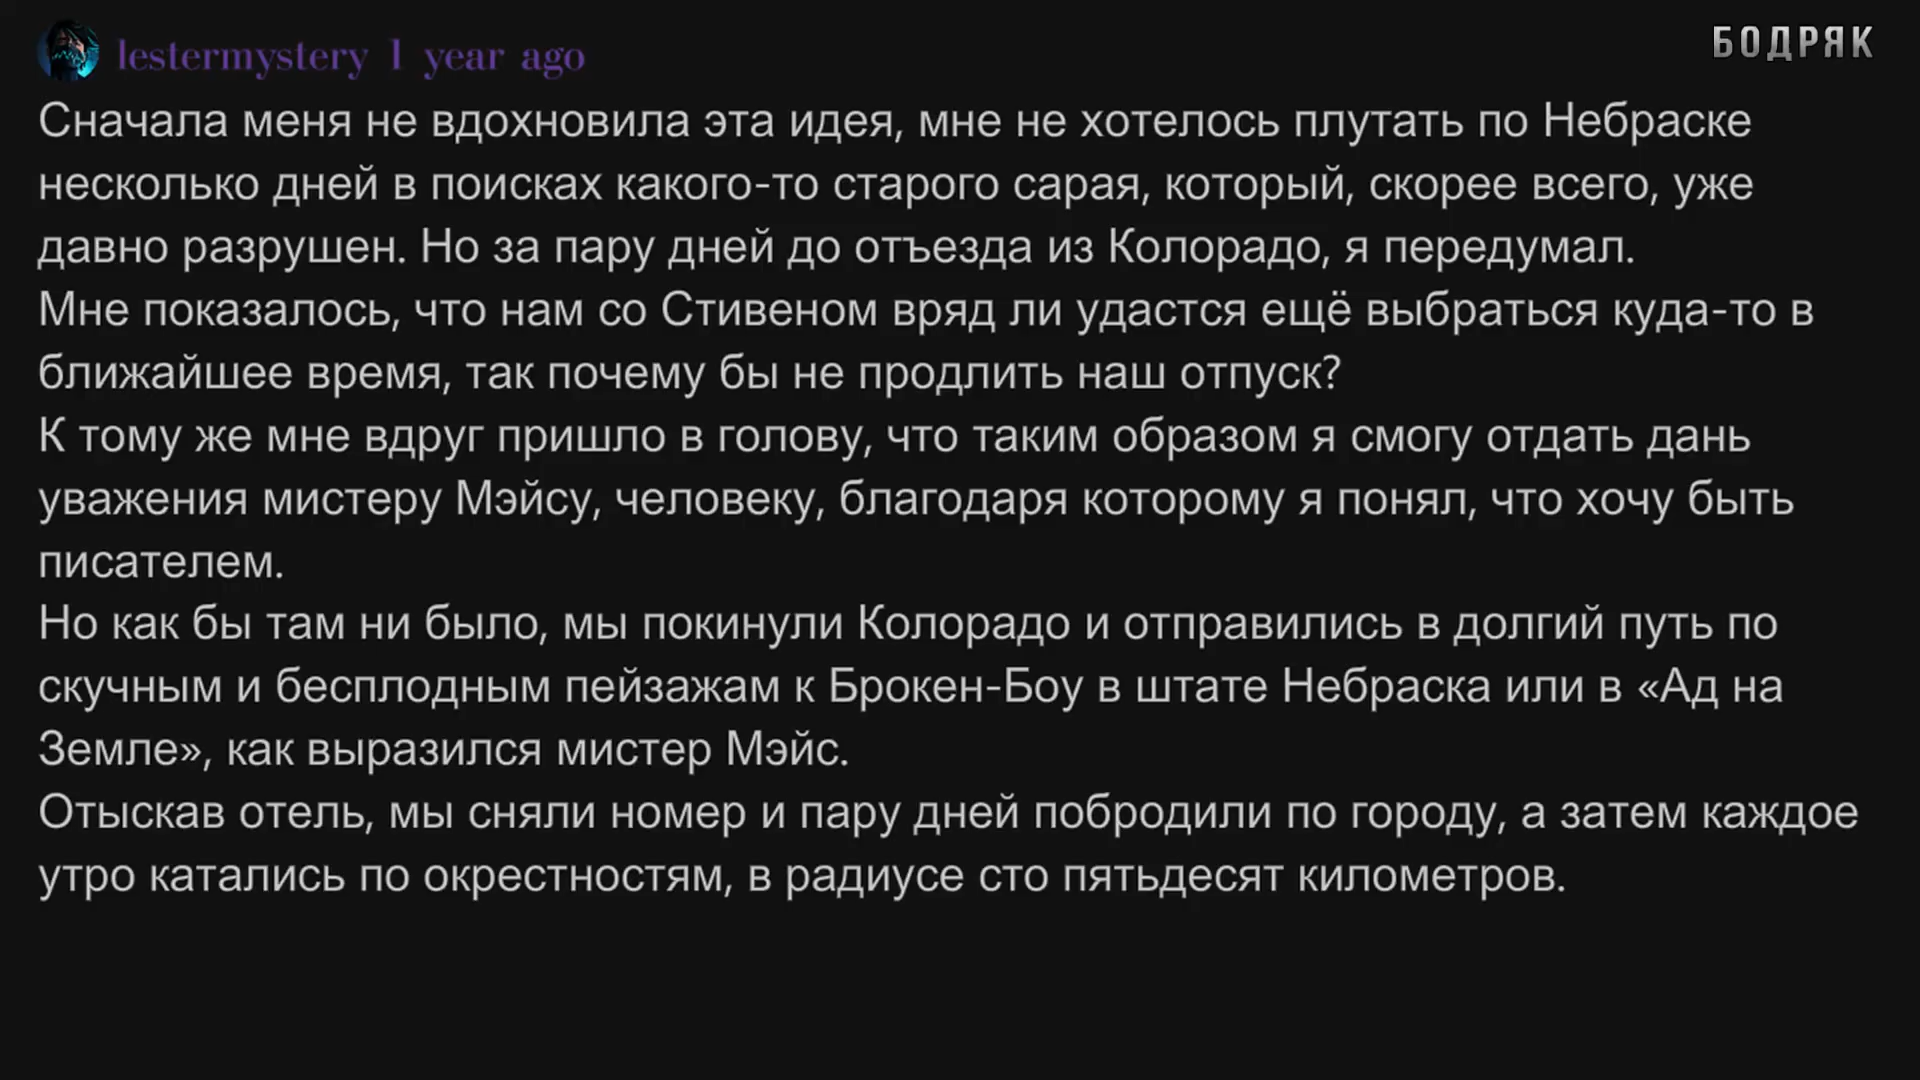 lestermystery 1 year ago
БОДРЯК
Сначала меня не вдохновила эта идея, мне не хотелось плутать по Небраске
несколько дней в поисках какого-то старого сарая, который, скорее всего, уже
давно разрушен. Но за пару дней до отъезда из Колорадо, я передумал.
Мне показалось, что нам со Стивеном вряд ли удастся ещё выбраться куда-то в
ближайшее время, так почему бы не продлить наш отпуск?
К тому же мне вдруг пришло в голову, что таким образом я смогу отдать дань
уважения мистеру Мэйсу, человеку, благодаря которому я понял, что хочу быть
писателем.
Но как бы там ни было, мы покинули Колорадо и отправились в долгий путь по
скучным и бесплодным пейзажам к Брокен-Боу в штате Небраска или в «Ад на
Земле», как выразился мистер Мэйс.
Отыскав отель, мы сняли номер и пару дней побродили по городу, а затем каждое
утро катались по окрестностям, в радиусе сто пятьдесят километров.